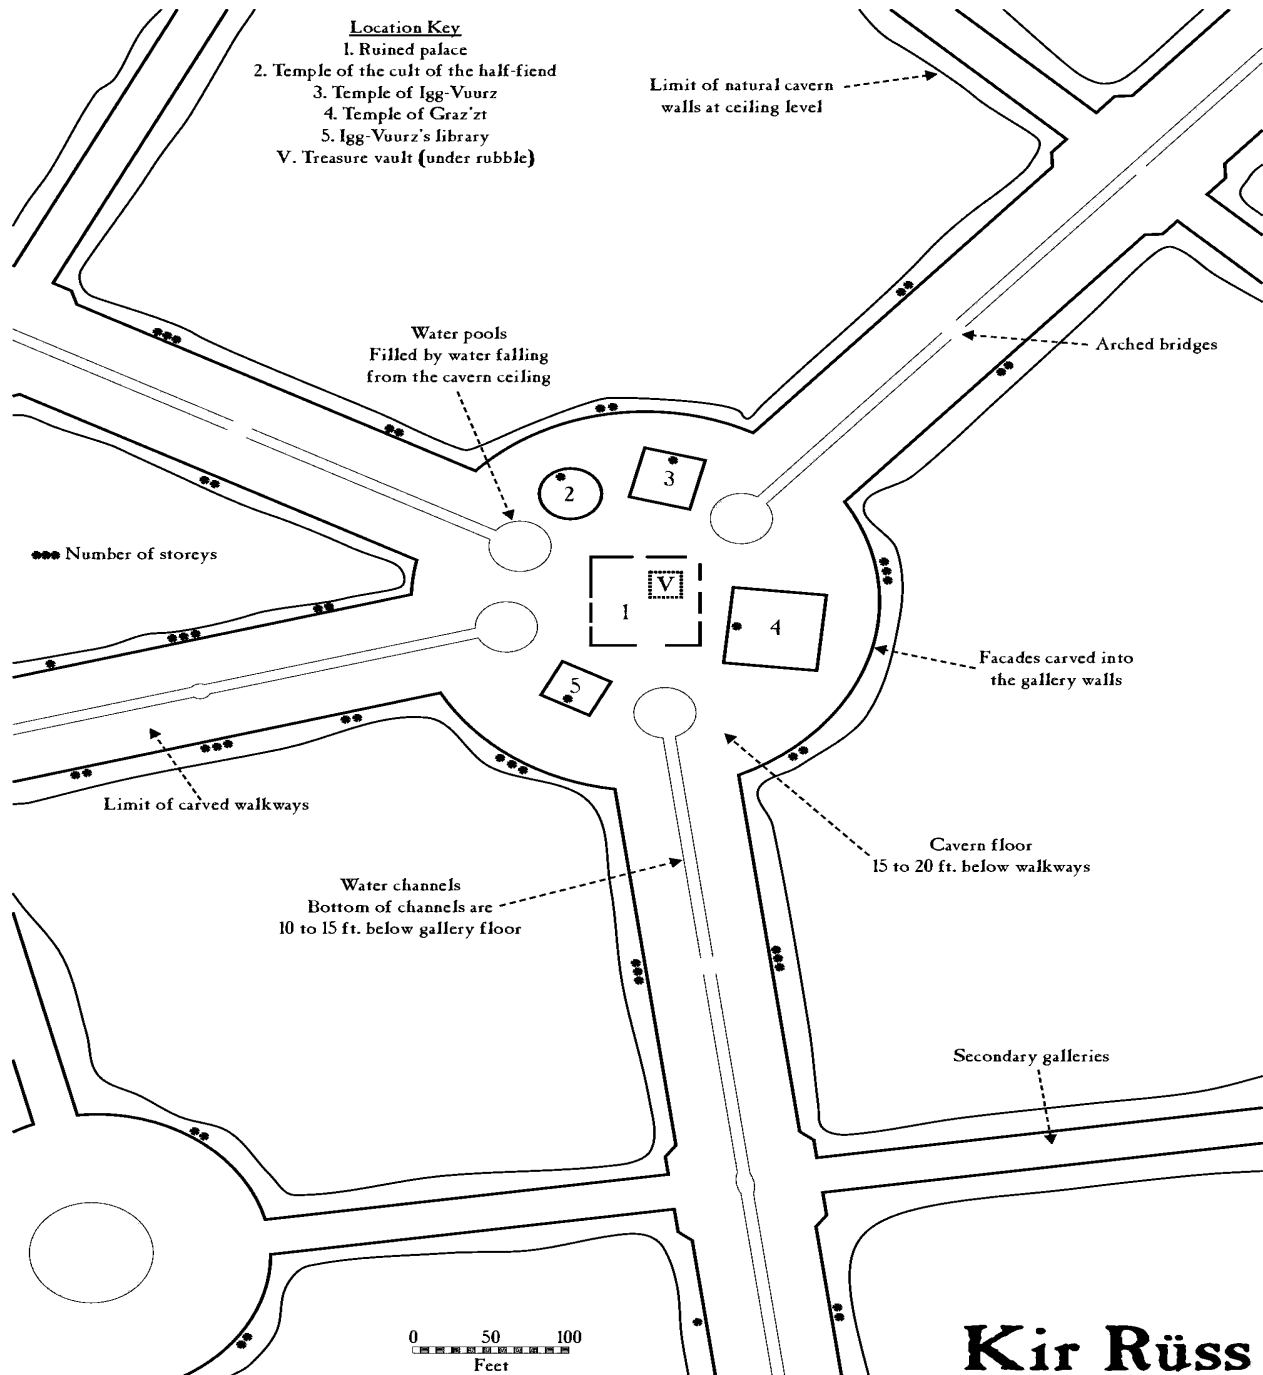 Location Key
1. Ruined palace
2. Temple of the cult of the half-fiend
3. Temple of Igg-Vuurz
4. Temple of Graz'zt
5. Igg-Vuurz's library
V. Treasure vault (under rubble)
Limit of natural cavern
walls at ceiling level
Water pools
Filled by water falling
from the cavern ceiling
Arched bridges
3
2
Number of storeys
V
1
4
Facades carved into
the gallery walls
5
Limit of carved walkways
Cavern floor
15 to 20 ft. below walkways
Water channels
Bottom of channels are
10 to 15 ft. below gallery floor
Secondary galleries
0 50 100
Feet
Kir Rüss